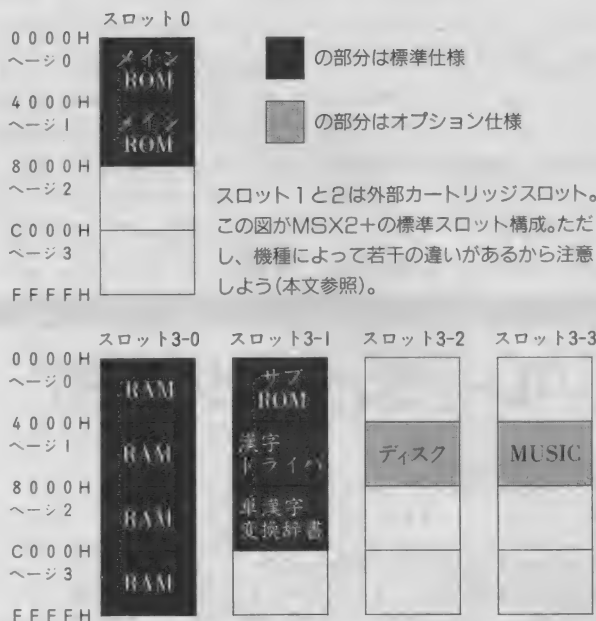 スロット0
0000H
ページ0
メイン
ROM
4000H
ページ1
メイン
ROM
8000H
ページ2
C000H
ページ3
FFFFH
の部分は標準仕様
の部分はオプション仕様
スロット1と2は外部カートリッジスロット。
この図がMSX2+の標準スロット構成。ただ
し、機種によって若干の違いがあるから注意
しよう(本文参照)。
スロット3-0
スロット3-1
スロット3-2
スロット3-3
0000H
ページ0
4000H
ページ1
8000H
ページ2
C000H
ページ3
FFFFH
RAM
RAM
RAM
RAM
サブ
ROM
漢字
ドライバ
単漢字
変換辞書
ディスク
MUSIC